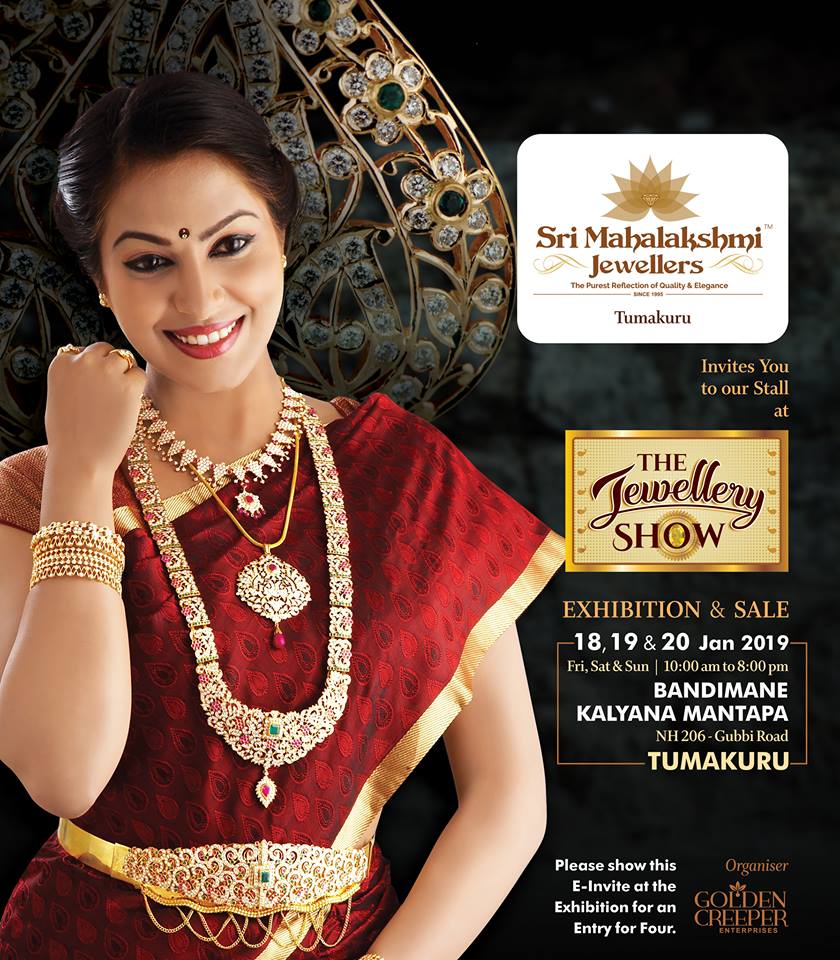 Sri Mahalakshmi™
Jewellers
The Purest Reflection of Quality & Elegance
SINCE 1995
Tumakuru
Invites You
to our Stall
at
THE
Jewellery
SHOW
EXHIBITION & SALE
18, 19 & 20 Jan 2019
Fri, Sat & Sun | 10:00 am to 8:00 pm
BANDIMANE
KALYANA MANTAPA
NH 206 - Gubbi Road
TUMAKURU
Please show this
E-Invite at the
Exhibition for an
Entry for Four.
Organiser
GOLDEN
CREEPER
ENTERPRISES